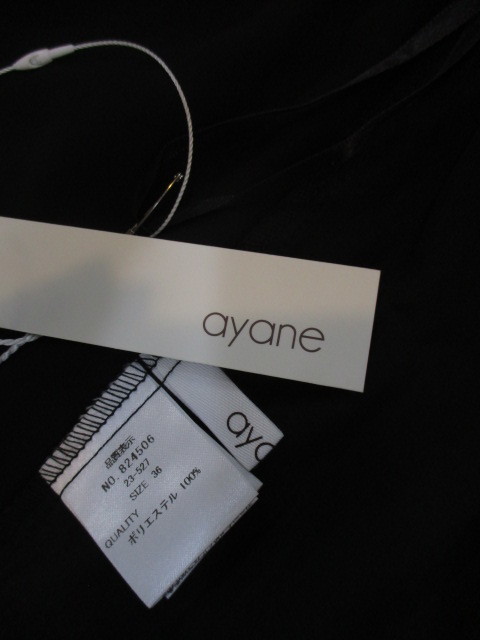 ayane
aya
品質表示
NO. 824506
23-527
SIZE 36
QUALITY
ポリエステル 100%